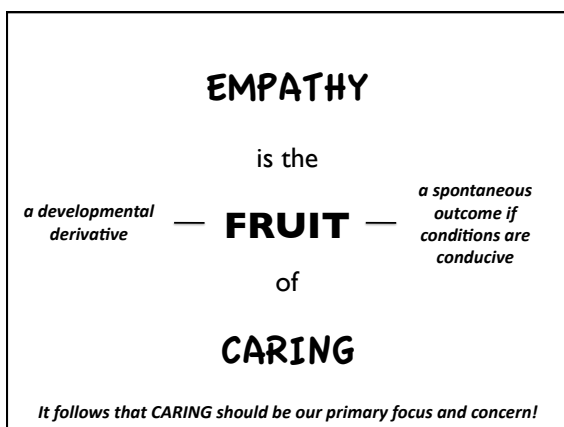 EMPATHY
is the
a developmental
derivative
— FRUIT —
a spontaneous
outcome if
conditions are
conducive
of
CARING
It follows that CARING should be our primary focus and concern!